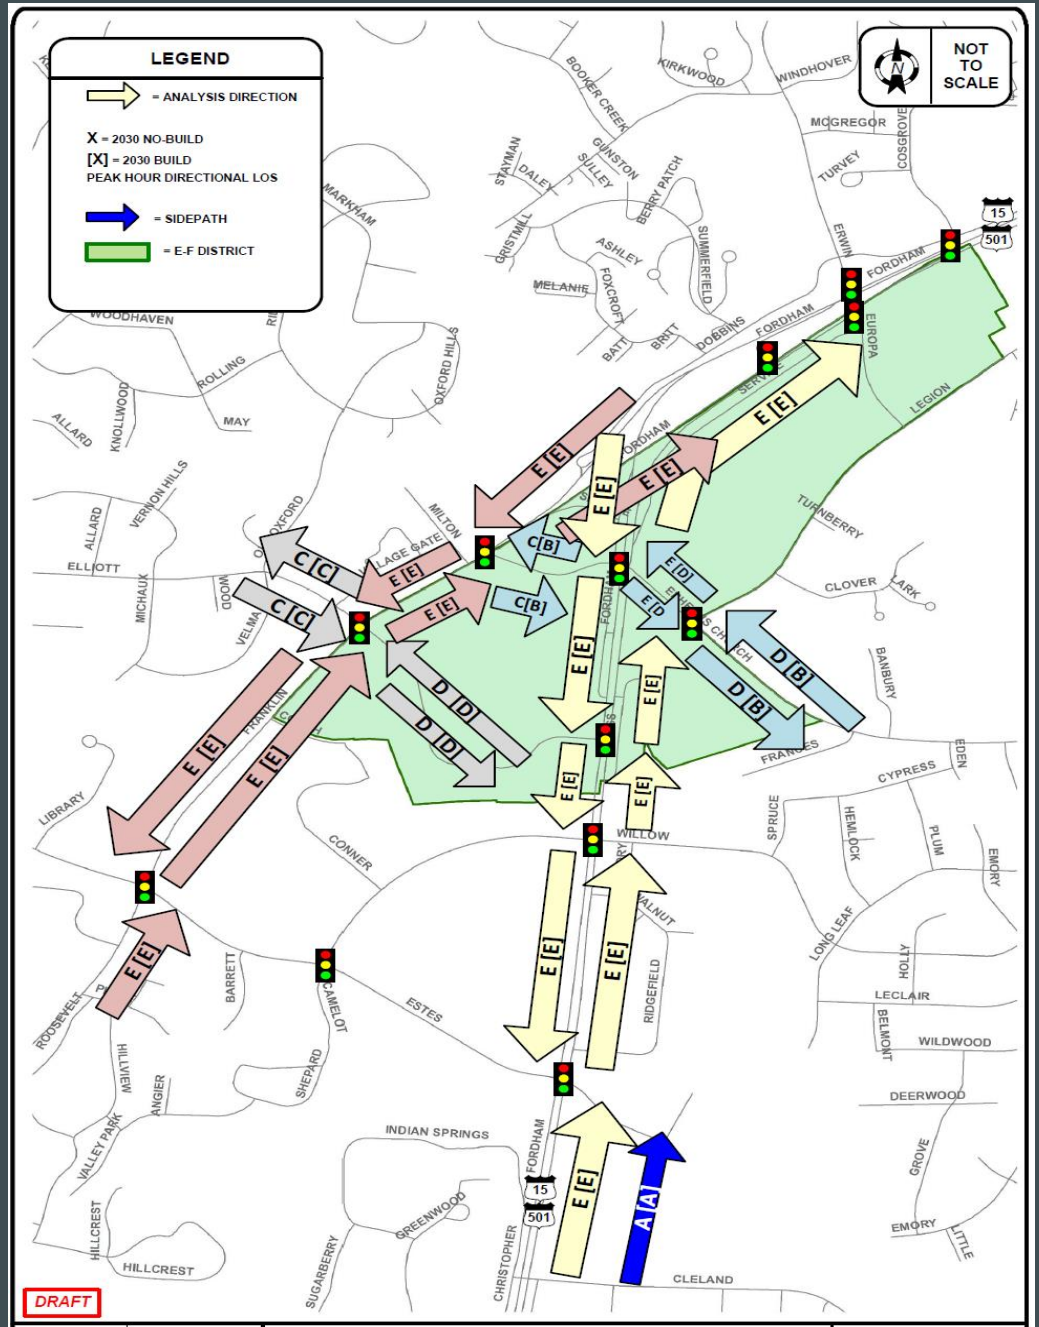 LEGEND
= ANALYSIS DIRECTION
X = 2030 NO-BUILD
[X] = 2030 BUILD
PEAK HOUR DIRECTIONAL LOS
= SIDEPATH
= E-F DISTRICT
N
NOT
TO
SCALE
KIRKWOOD
WINDHOVER
BOOKER CREEK
MCGREGOR
COSGROVE
GUNSTON
STAYMAN
SULLEY
DALEY
TURVEY
BERRY PATCH
MARKHAM
GRISTMILL
15
501
ERWIN
ASHLEY
SUMMERFIELD
FORDHAM
MELANIE
FOXCROFT
WOODHAVEN
FORDHAM
EUROPA
DOBBINS
BRITT
BATT
OXFORD HILLS
ROLLING
KNOLLWOOD
MAY
ALLARD
LEGION
E [E]
E [E]
E [E]
E [E]
VERNON HILLS
ALLARD
MILTON
TURNBERRY
C[B]
C [C]
E [E]
E[D]
ELLIOTT
MICHAUX
WOOD
VELMA
C [C]
E [E]
C[B]
FORDHAM
E[D
CLOVER
LARK
E [E]
D [B]
BANBURY
D [D]
D [B]
E [E]
FRANKLIN
D [D]
E [E]
E [E]
FRANCES
EDEN
CYPRESS
E [E]
E [E]
LIBRARY
SPRUCE
HEMLOCK
PLUM
EMORY
WILLOW
CONNER
WALNUT
LONG LEAF
E [E]
BARRETT
E [E]
E [E]
HOLLY
RIDGEFIELD
CAMELOT
ESTES
LECLAIR
ROOSEVELT
BELMONT
WILDWOOD
HILLVIEW
ANGIER
SHEPARD
DEERWOOD
VALLEY PARK
INDIAN SPRINGS
FORDHAM
GROVE
15
501
E [E]
A [A]
GREENWOOD
HILLCREST
HILLCREST
SUGARBERRY
CHRISTOPHER
EMORY
LITTLE
CLELAND
DRAFT